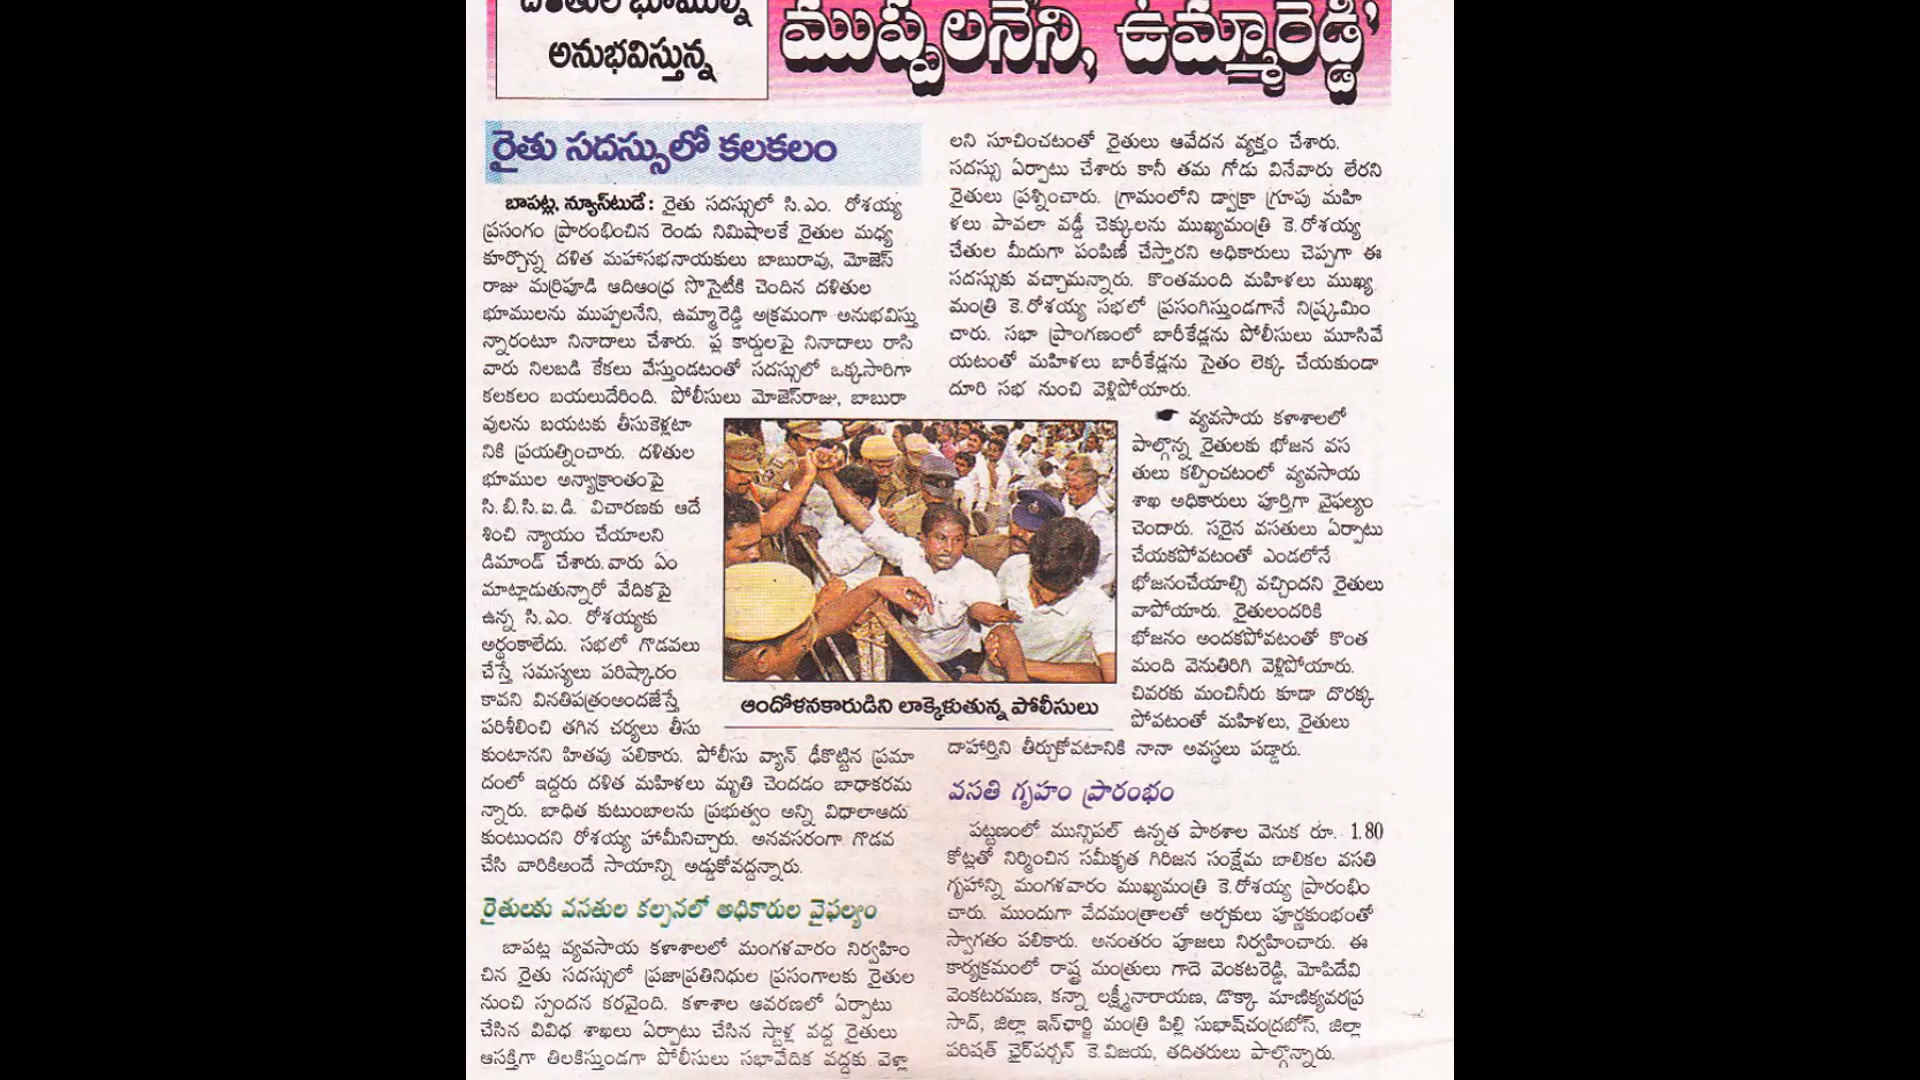 దళితుల భూముల్ని
అనుభవిస్తున్న
ముప్పలనేని, ఉమ్మారెడ్డి'
రైతు సదస్సులో కలకలం
బాపట్ల, న్యూస్‌టుడే: రైతు సదస్సులో సి.ఎం. రోశయ్య
ప్రసంగం ప్రారంభించిన రెండు నిమిషాలకే రైతుల మధ్య
కూర్చొన్న దళిత మహాసభనాయకులు బాబురావు, మోజెస్
రాజు మర్రిపూడి ఆదిఆంధ్ర సొసైటీకి చెందిన దళితుల
భూములను ముప్పలనేని, ఉమ్మారెడ్డి అక్రమంగా అనుభవిస్తు
న్నారంటూ నినాదాలు చేశారు. ప్ల కార్డులపై నినాదాలు రాసి
వారు నిలబడి కేకలు వేస్తుండటంతో సదస్సులో ఒక్కసారిగా
కలకలం బయలుదేరింది. పోలీసులు మోజెస్‌రాజు, బాబురా
వులను బయటకు తీసుకెళ్లటా
నికి ప్రయత్నించారు. దళితుల
భూముల అన్యాక్రాంతంపై
సి.బి.సి.ఐ.డి. విచారణకు ఆదే
శించి న్యాయం చేయాలని
డిమాండ్ చేశారు.వారు ఏం
మాట్లాడుతున్నారో వేదికపై
ఉన్న సి.ఎం. రోశయ్యకు
అర్థంకాలేదు. సభలో గొడవలు
చేస్తే సమస్యలు పరిష్కారం
కావని వినతిపత్రంఅందజేస్తే
పరిశీలించి తగిన చర్యలు తీసు
కుంటానని హితవు పలికారు. పోలీసు వ్యాన్ ఢీకొట్టిన ప్రమా
దంలో ఇద్దరు దళిత మహిళలు మృతి చెందడం బాధాకరమ
న్నారు. బాధిత కుటుంబాలను ప్రభుత్వం అన్ని విధాలాఆదు
కుంటుందని రోశయ్య హామీనిచ్చారు. అనవసరంగా గొడవ
చేసి వారికిఅందే సాయాన్ని అడ్డుకోవద్దన్నారు.
రైతులకు వసతుల కల్పనలో అధికారుల వైఫల్యం
బాపట్ల వ్యవసాయ కళాశాలలో మంగళవారం నిర్వహిం
చిన రైతు సదస్సులో ప్రజాప్రతినిధుల ప్రసంగాలకు రైతుల
నుంచి స్పందన కరవైంది. కళాశాల ఆవరణలో ఏర్పాటు
చేసిన వివిధ శాఖలు ఏర్పాటు చేసిన స్టాళ్ల వద్ద రైతులు
ఆసక్తిగా తిలకిస్తుండగా పోలీసులు సభావేదిక వద్దకు వెళ్లా
లని సూచించటంతో రైతులు ఆవేదన వ్యక్తం చేశారు.
సదస్సు ఏర్పాటు చేశారు కానీ తమ గోడు వినేవారు లేరని
రైతులు ప్రశ్నించారు. గ్రామంలోని డ్వాక్రా గ్రూపు మహి
ళలు పావలా వడ్డీ చెక్కులను ముఖ్యమంత్రి కె.రోశయ్య
చేతుల మీదుగా పంపిణీ చేస్తారని అధికారులు చెప్పగా ఈ
సదస్సుకు వచ్చామన్నారు. కొంతమంది మహిళలు ముఖ్య
మంత్రి కె.రోశయ్య సభలో ప్రసంగిస్తుండగానే నిష్క్రమిం
చారు. సభా ప్రాంగణంలో బారీకేడ్లను పోలీసులు మూసివే
యటంతో మహిళలు బారీకేడ్లను సైతం లెక్క చేయకుండా
దూరి సభ నుంచి వెళ్లిపోయారు.
☛ వ్యవసాయ కళాశాలలో
పాల్గొన్న రైతులకు భోజన వస
తులు కల్పించటంలో వ్యవసాయ
శాఖ అధికారులు పూర్తిగా వైఫల్యం
చెందారు. సరైన వసతులు ఏర్పాటు
చేయకపోవటంతో ఎండలోనే
భోజనంచేయాల్సి వచ్చిందని రైతులు
వాపోయారు. రైతులందరికి
భోజనం అందకపోవటంతో కొంత
మంది వెనుతిరిగి వెళ్లిపోయారు.
చివరకు మంచినీరు కూడా దొరక్క
పోవటంతో మహిళలు, రైతులు
దాహార్తిని తీర్చుకోవటానికి నానా అవస్థలు పడ్డారు.
ఆందోళనకారుడిని లాక్కెళుతున్న పోలీసులు
వసతి గృహం ప్రారంభం
పట్టణంలో మున్సిపల్ ఉన్నత పాఠశాల వెనుక రూ. 1.80
కోట్లతో నిర్మించిన సమీకృత గిరిజన సంక్షేమ బాలికల వసతి
గృహాన్ని మంగళవారం ముఖ్యమంత్రి కె.రోశయ్య ప్రారంభిం
చారు. ముందుగా వేదమంత్రాలతో అర్చకులు పూర్ణకుంభంతో
స్వాగతం పలికారు. అనంతరం పూజలు నిర్వహించారు. ఈ
కార్యక్రమంలో రాష్ట్ర మంత్రులు గాదె వెంకటరెడ్డి, మోపిదేవి
వెంకటరమణ, కన్నా లక్ష్మీనారాయణ, డొక్కా మాణిక్యవరప్ర
సాద్, జిల్లా ఇన్‌ఛార్జి మంత్రి పిల్లి సుభాష్‌చంద్రబోస్, జిల్లా
పరిషత్ ఛైర్‌పర్సన్ కె.విజయ, తదితరులు పాల్గొన్నారు.